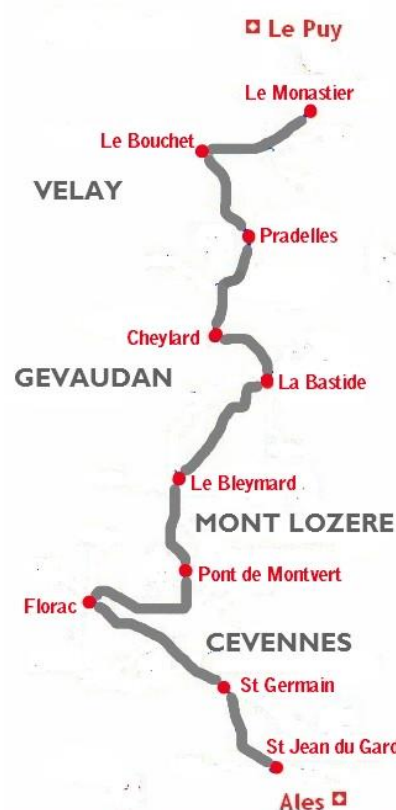 Le Puy
Le Monastier
Le Bouchet
VELAY
Pradelles
Cheylard
GEVAUDAN
La Bastide
Le Bleymard
MONT LOZERE
Pont de Montvert
Florac
CEVENNES
St Germain
St Jean du Gard
Ales